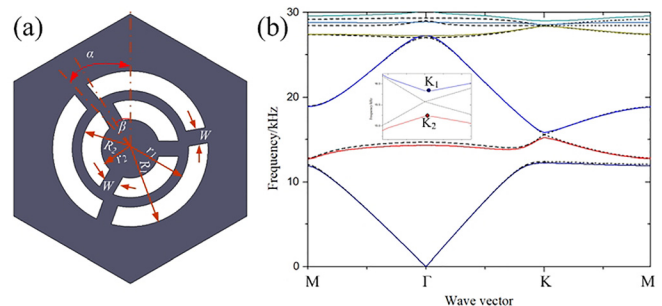 (a)
α
β
W
R₂
r₂
r₁
R₁
W
(b)
Frequency/kHz
30
20
10
0
K₁
K₂
M
Γ
K
M
Wave vector